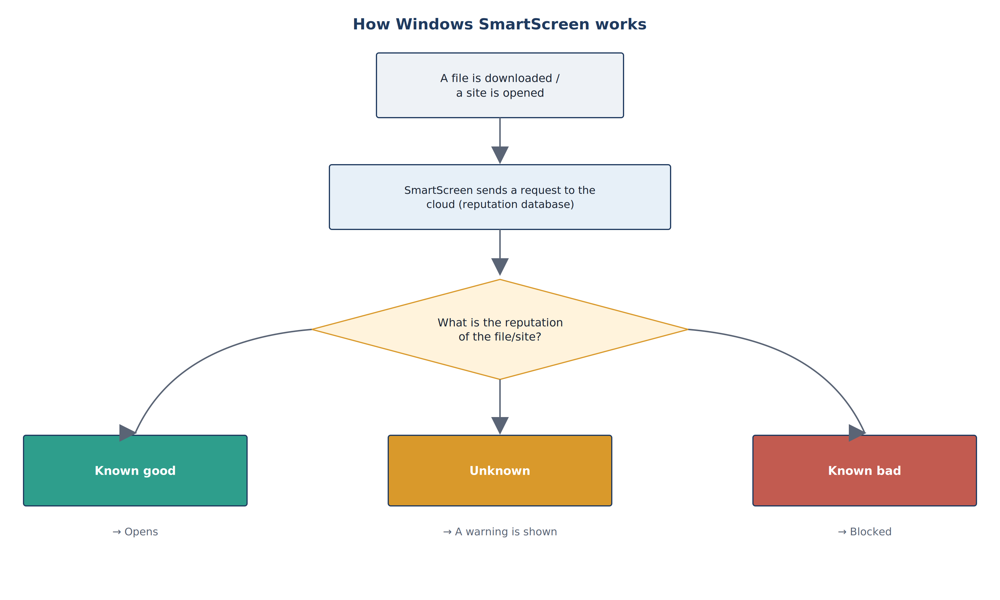 How Windows SmartScreen works
A file is downloaded /
a site is opened
SmartScreen sends a request to the
cloud (reputation database)
What is the reputation
of the file/site?
Known good
Unknown
Known bad
→ Opens
→ A warning is shown
→ Blocked